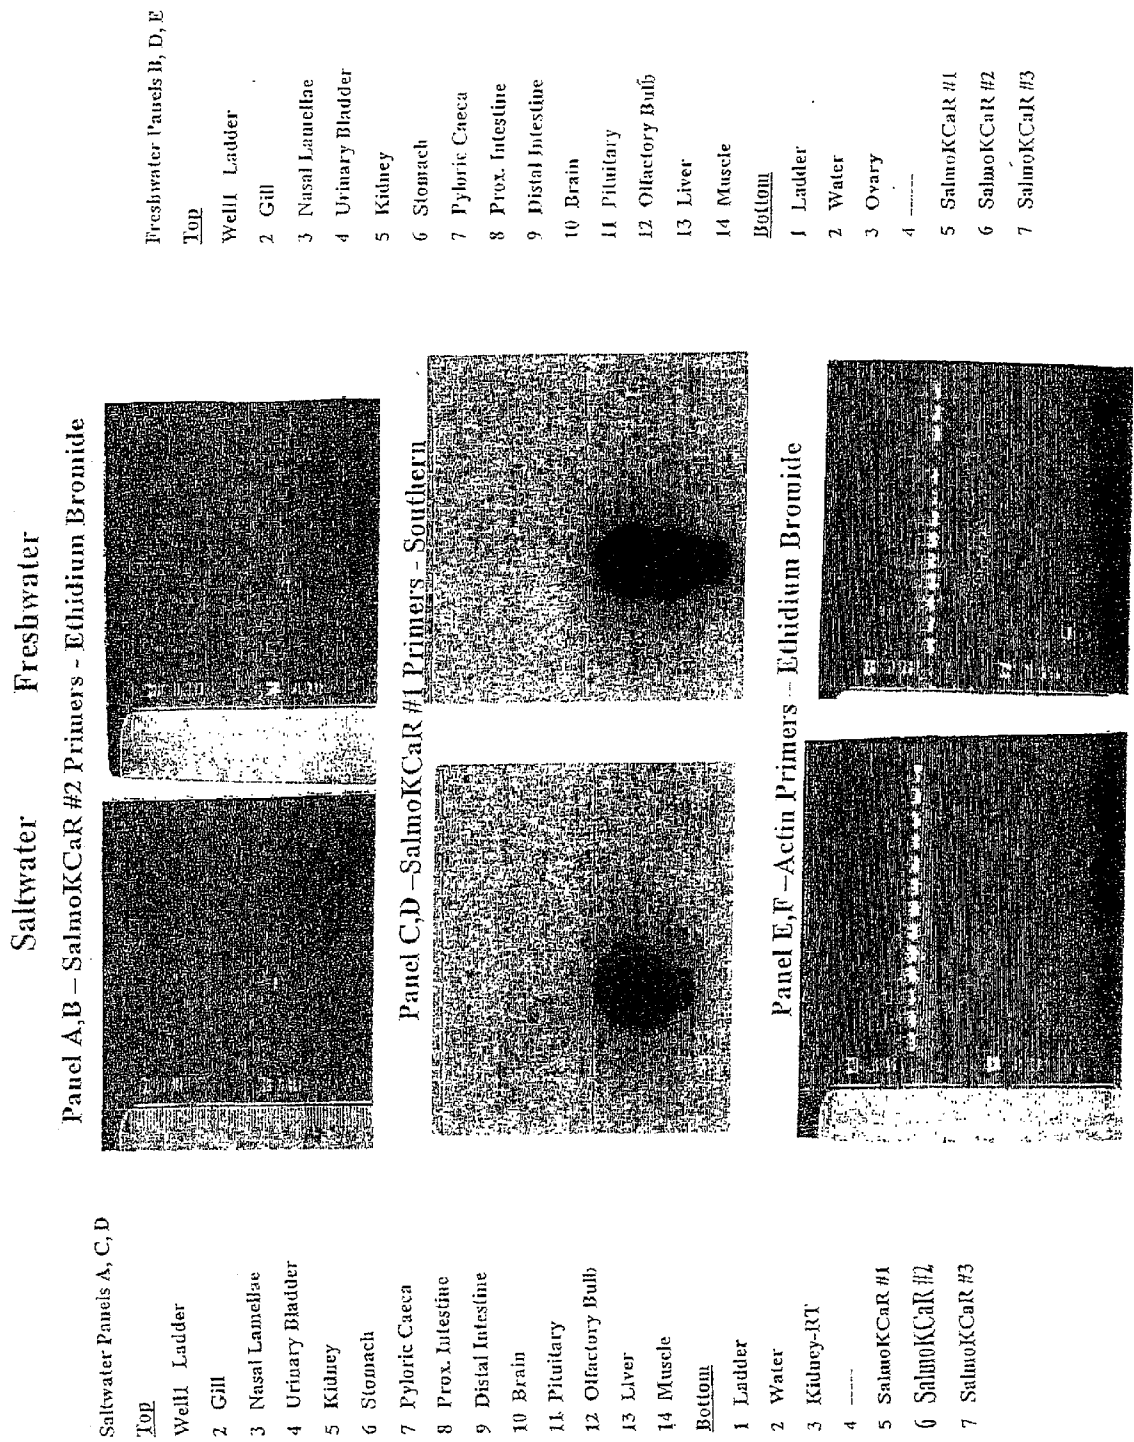 Saltwater Freshwater
Panel A,B – SalmoKCaR #2 Primers - Ethidium Bromide
Panel C,D –SalmoKCaR #1 Primers - Southern
Panel E,F –Actin Primers – Ethidium Bromide
Saltwater Panels A, C, D
Top
Well1 Ladder
2 Gill
3 Nasal Lamellae
4 Urinary Bladder
5 Kidney
6 Stomach
7 Pyloric Caeca
8 Prox. Intestine
9 Distal Intestine
10 Brain
11 Pituitary
12 Olfactory Bulb
13 Liver
14 Muscle
Bottom
1 Ladder
2 Water
3 Kidney-RT
4 -----
5 SalmoKCaR #1
6 SalmoKCaR #2
7 SalmoKCaR #3
Freshwater Panels B, D, E
Top
Well1 Ladder
2 Gill
3 Nasal Lamellae
4 Urinary Bladder
5 Kidney
6 Stomach
7 Pyloric Caeca
8 Prox. Intestine
9 Distal Intestine
10 Brain
11 Pituitary
12 Olfactory Bulb
13 Liver
14 Muscle
Bottom
1 Ladder
2 Water
3 Ovary
4 -----
5 SalmoKCaR #1
6 SalmoKCaR #2
7 SalmoKCaR #3